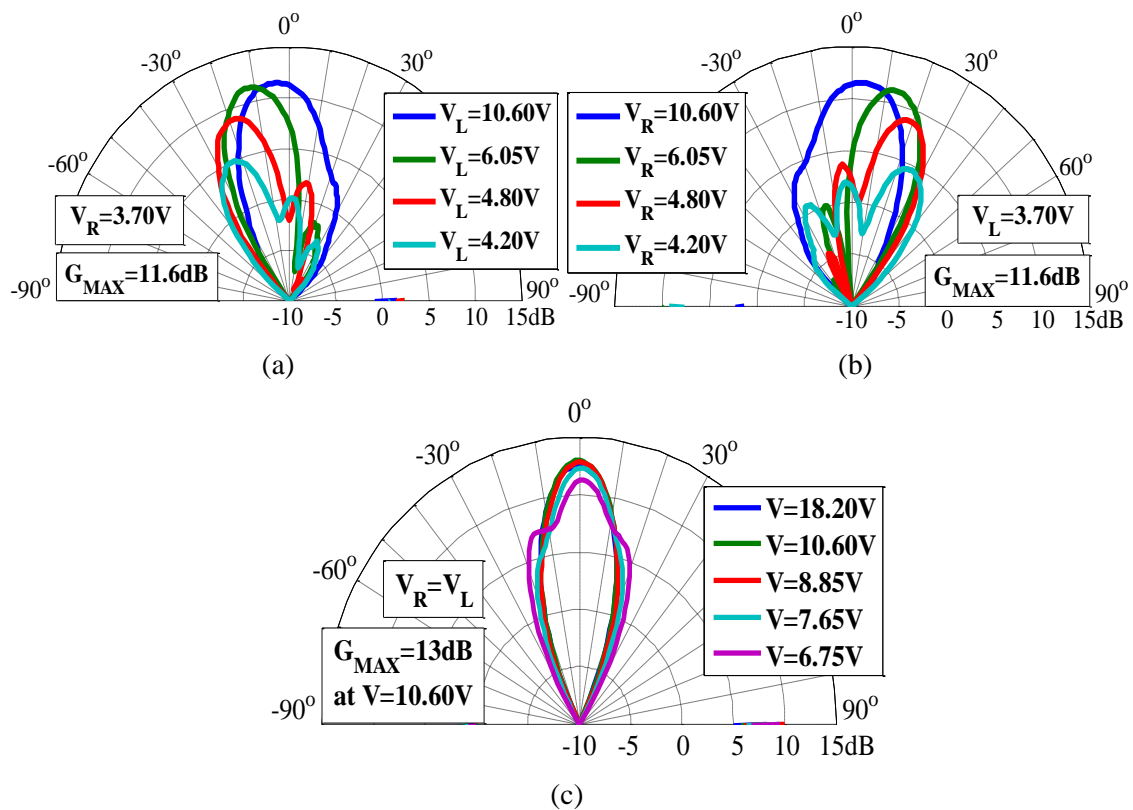 0°
-30°
30°
-60°
-90°
90°
V_R=3.70V
G_MAX=11.6dB
V_L=10.60V
V_L=6.05V
V_L=4.80V
V_L=4.20V
-10 -5 0 5 10 15dB
(a)
0°
-30°
30°
60°
-90°
90°
V_R=10.60V
V_R=6.05V
V_R=4.80V
V_R=4.20V
V_L=3.70V
G_MAX=11.6dB
-10 -5 0 5 10 15dB
(b)
0°
-30°
30°
-60°
-90°
90°
V_R=V_L
G_MAX=13dB
at V=10.60V
V=18.20V
V=10.60V
V=8.85V
V=7.65V
V=6.75V
-10 -5 0 5 10 15dB
(c)